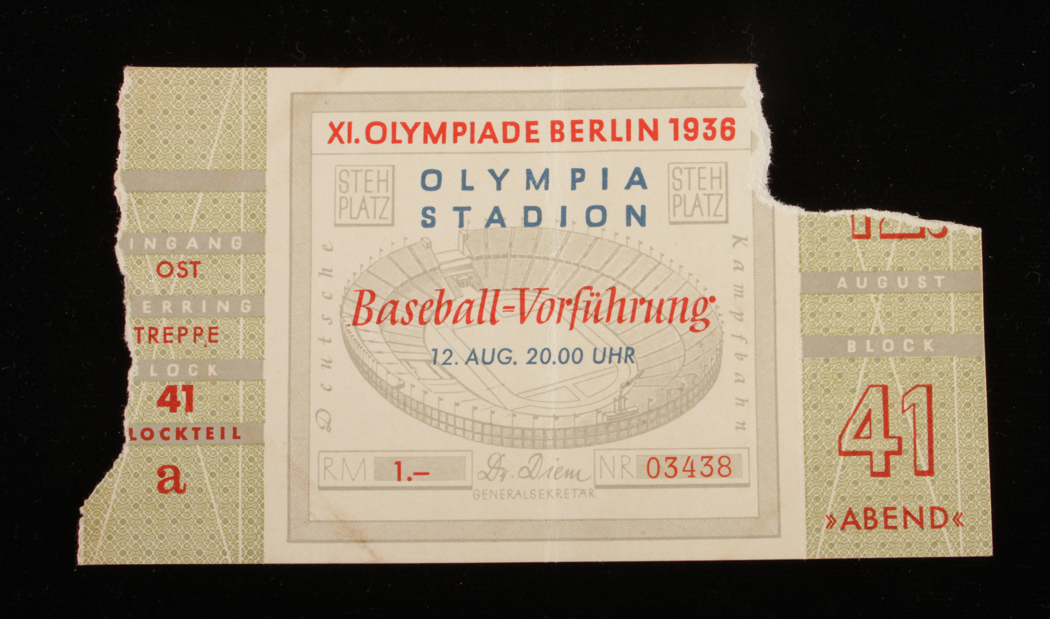 INGANG
OST
ERRING
TREPPE
LOCK
41
LOCKTEIL
a
XI. OLYMPIADE BERLIN 1936
STEH
PLATZ
OLYMPIA
STADION
STEH
PLATZ
Deutsche
Kampfbahn
Baseball-Vorführung
12. AUG. 20.00 UHR
RM 1.–
Dr. Diem
GENERALSEKRETÄR
NR 03438
12.
AUGUST
BLOCK
41
»ABEND«